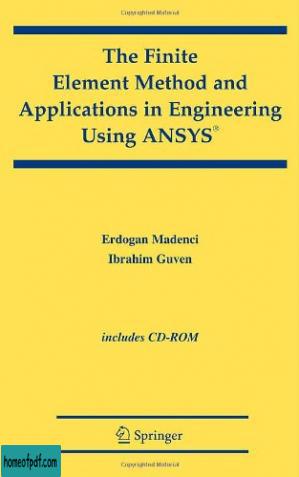 The Finite
Element Method and
Applications in Engineering
Using ANSYS®
Erdogan Madenci
Ibrahim Guven
includes CD-ROM
Springer
homeofpdf.com